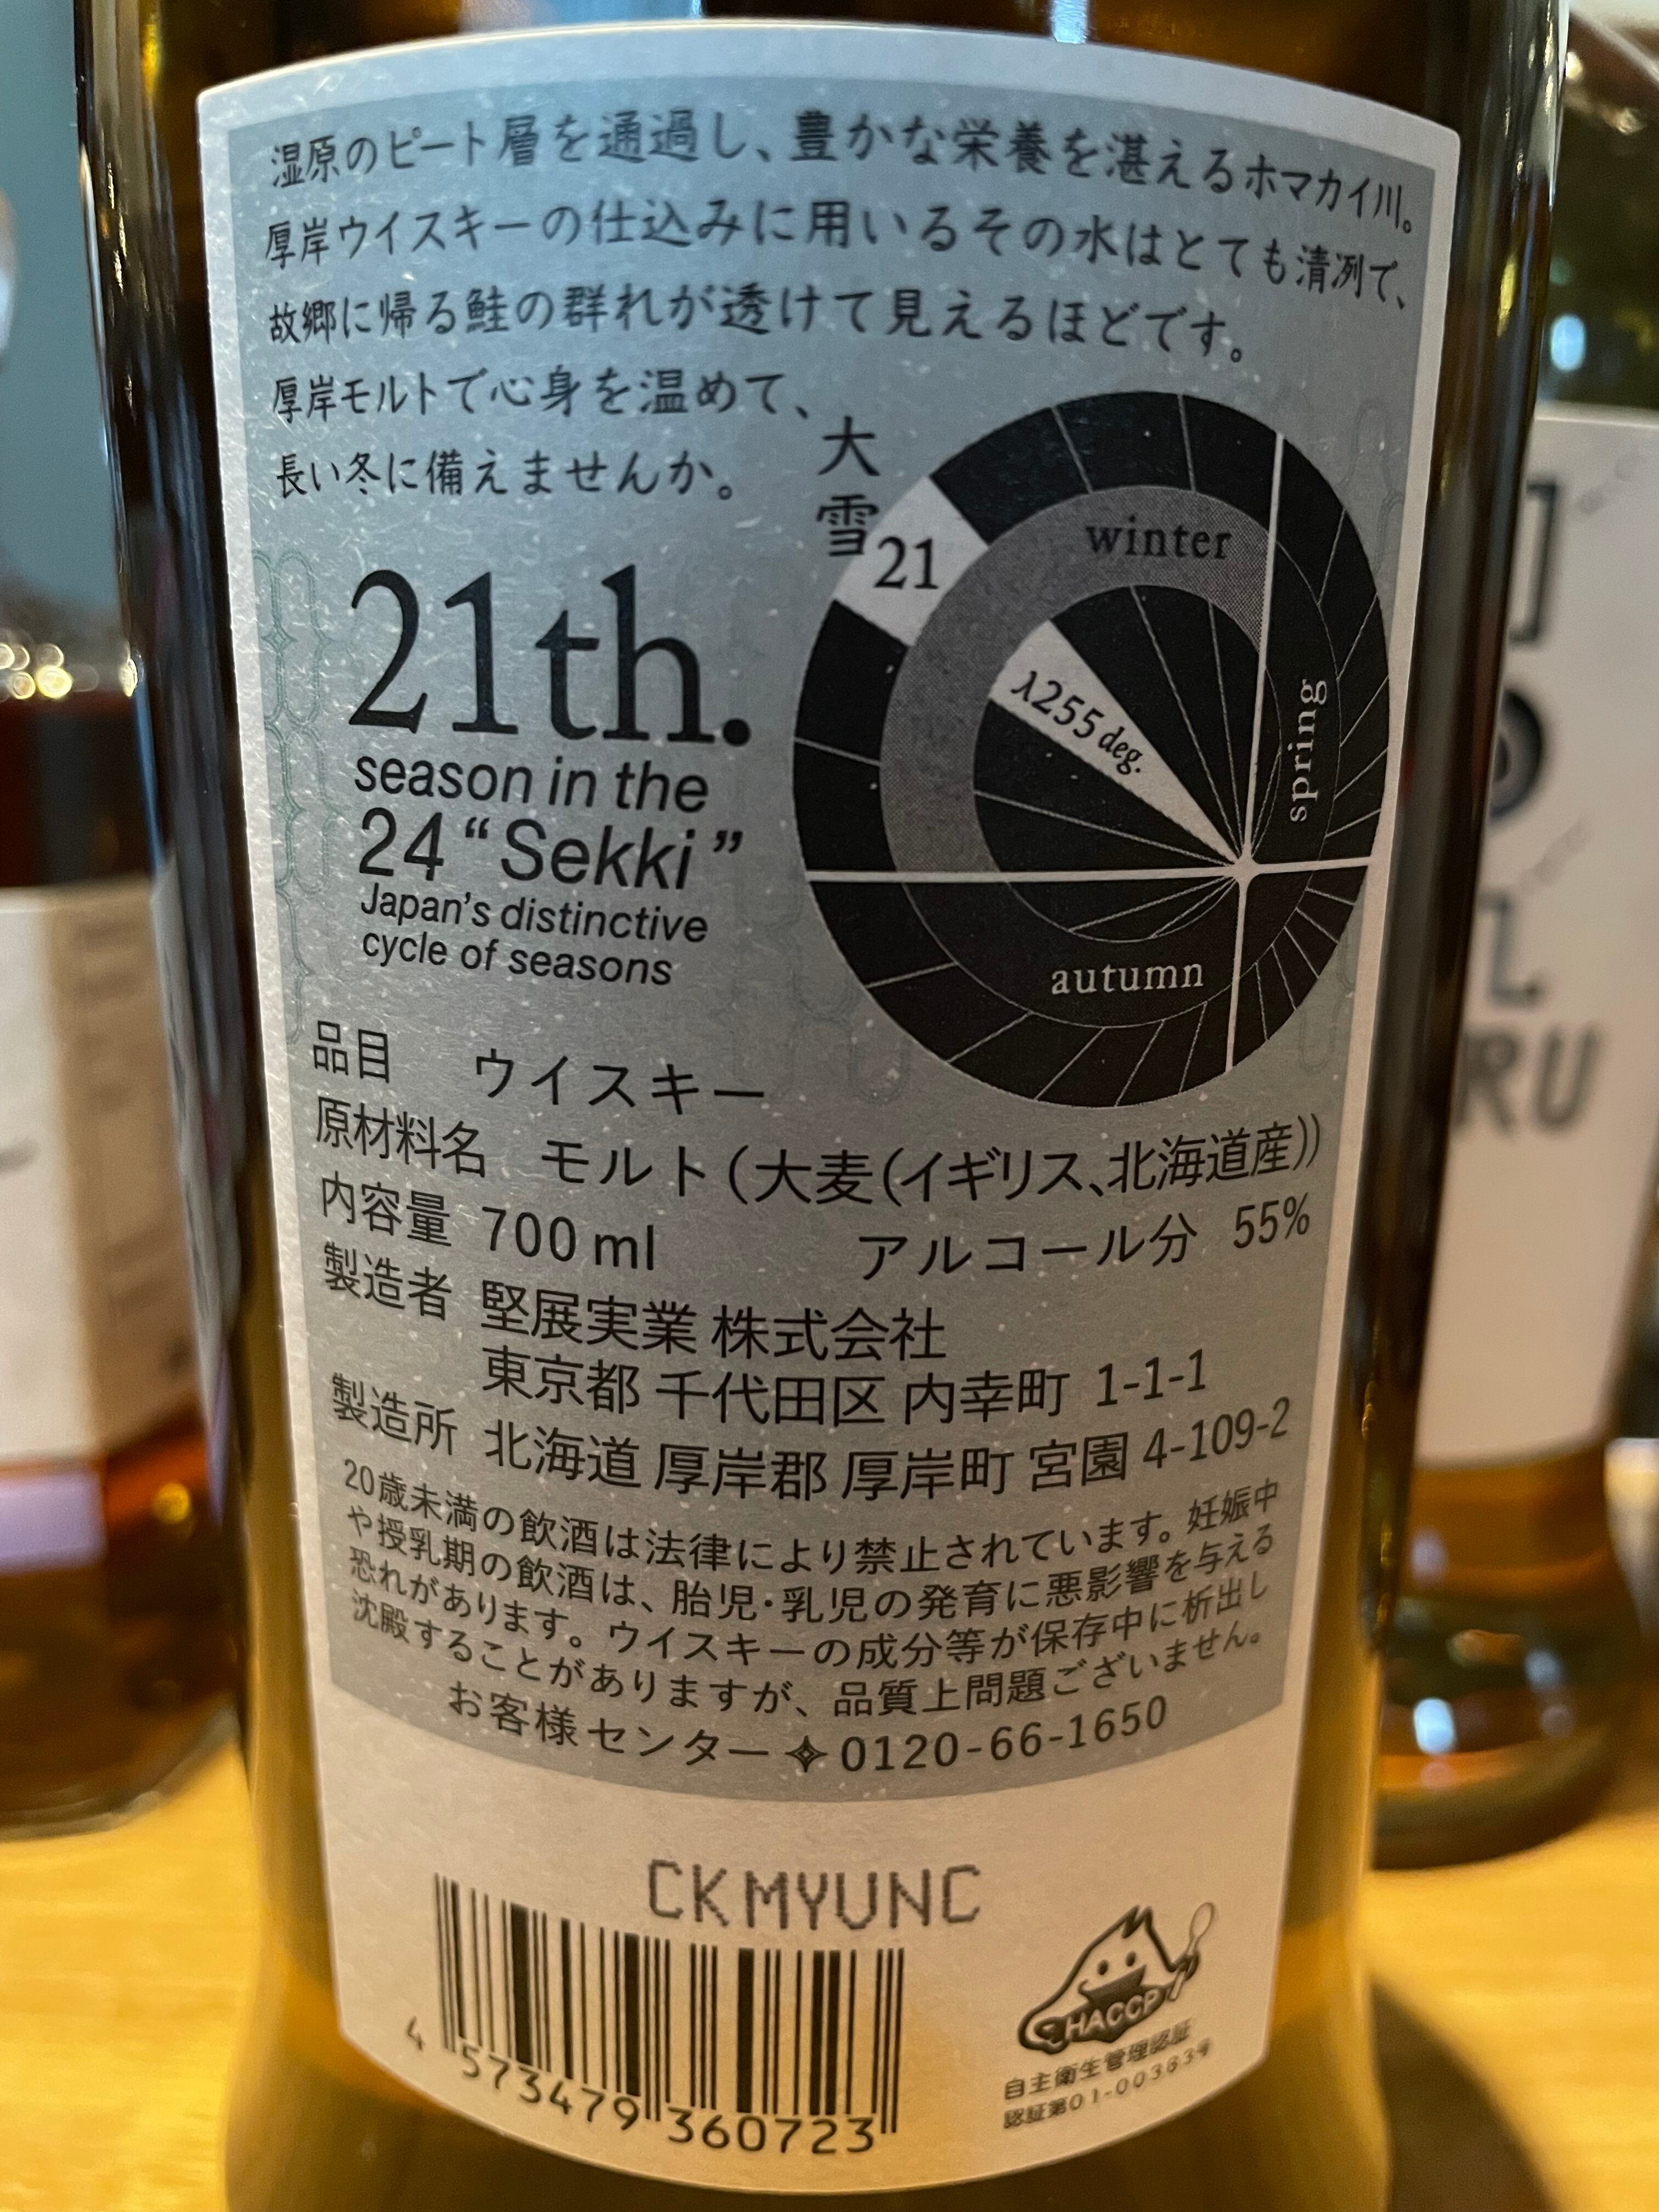 湿原のピート層を通過し、豊かな栄養を湛えるホマカイ川。
厚岸ウイスキーの仕込みに用いるその水はとても清冽で、
故郷に帰る鮭の群れが透けて見えるほどです。
厚岸モルトで心身を温めて、
長い冬に備えませんか。
大雪
21
winter
λ255 deg.
spring
autumn
21th.
season in the
24 “Sekki”
Japan’s distinctive
cycle of seasons
品目 ウイスキー
原材料名 モルト(大麦(イギリス、北海道産))
内容量 700 ml アルコール分 55%
製造者 堅展実業 株式会社
東京都 千代田区 内幸町 1-1-1
製造所 北海道 厚岸郡 厚岸町 宮園 4-109-2
20歳未満の飲酒は法律により禁止されています。妊娠中
や授乳期の飲酒は、胎児・乳児の発育に悪影響を与える
恐れがあります。ウイスキーの成分等が保存中に析出し
沈殿することがありますが、品質上問題ございません。
お客様センター✧0120-66-1650
CKMYUNC
4 573479 360723
HACCP
自主衛生管理認証
認証第01-003834
RU